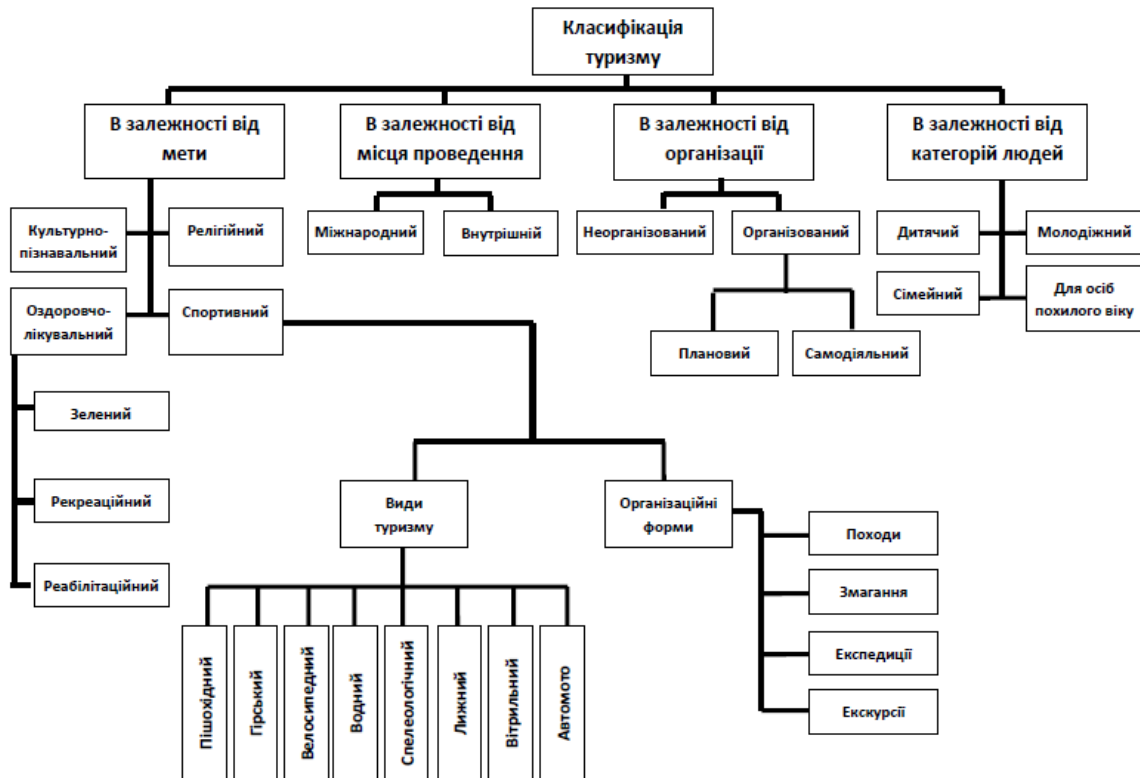 Класифікація
туризму
В залежності від
мети
В залежності від
місця проведення
В залежності від
організації
В залежності від
категорій людей
Культурно-
пізнавальний
Релігійний
Міжнародний
Внутрішній
Неорганізований
Організований
Дитячий
Молодіжний
Оздоровчо-
лікувальний
Спортивний
Сімейний
Для осіб
похилого віку
Плановий
Самодіяльний
Зелений
Рекреаційний
Реабілітаційний
Види
туризму
Організаційні
форми
Походи
Змагання
Експедиції
Екскурсії
Пішохідний
Гірський
Велосипедний
Водний
Спелеологічний
Лижний
Вітрильний
Автомото